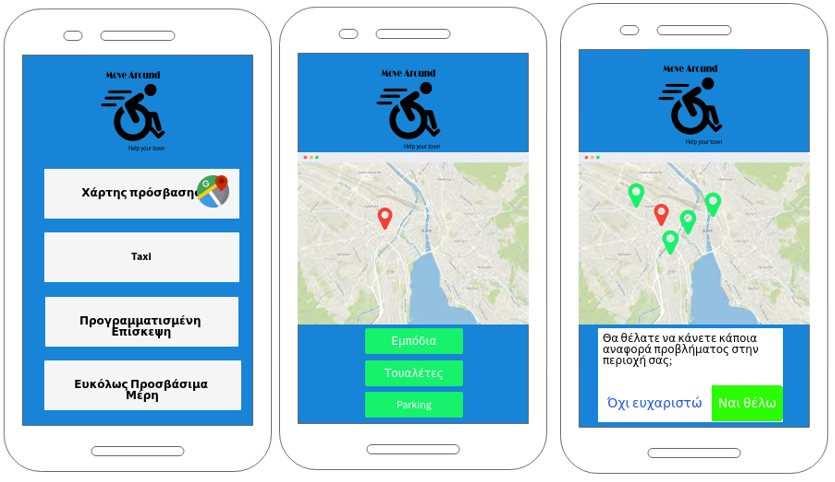 Move Around
Help your town
Χάρτης πρόσβασης
Taxi
Προγραμματισμένη
Επίσκεψη
Ευκόλως Προσβάσιμα
Μέρη
Move Around
Help your town
Εμπόδια
Τουαλέτες
Parking
Move Around
Help your town
Θα θέλατε να κάνετε κάποια
αναφορά προβλήματος στην
περιοχή σας;
Όχι ευχαριστώ
Ναι θέλω